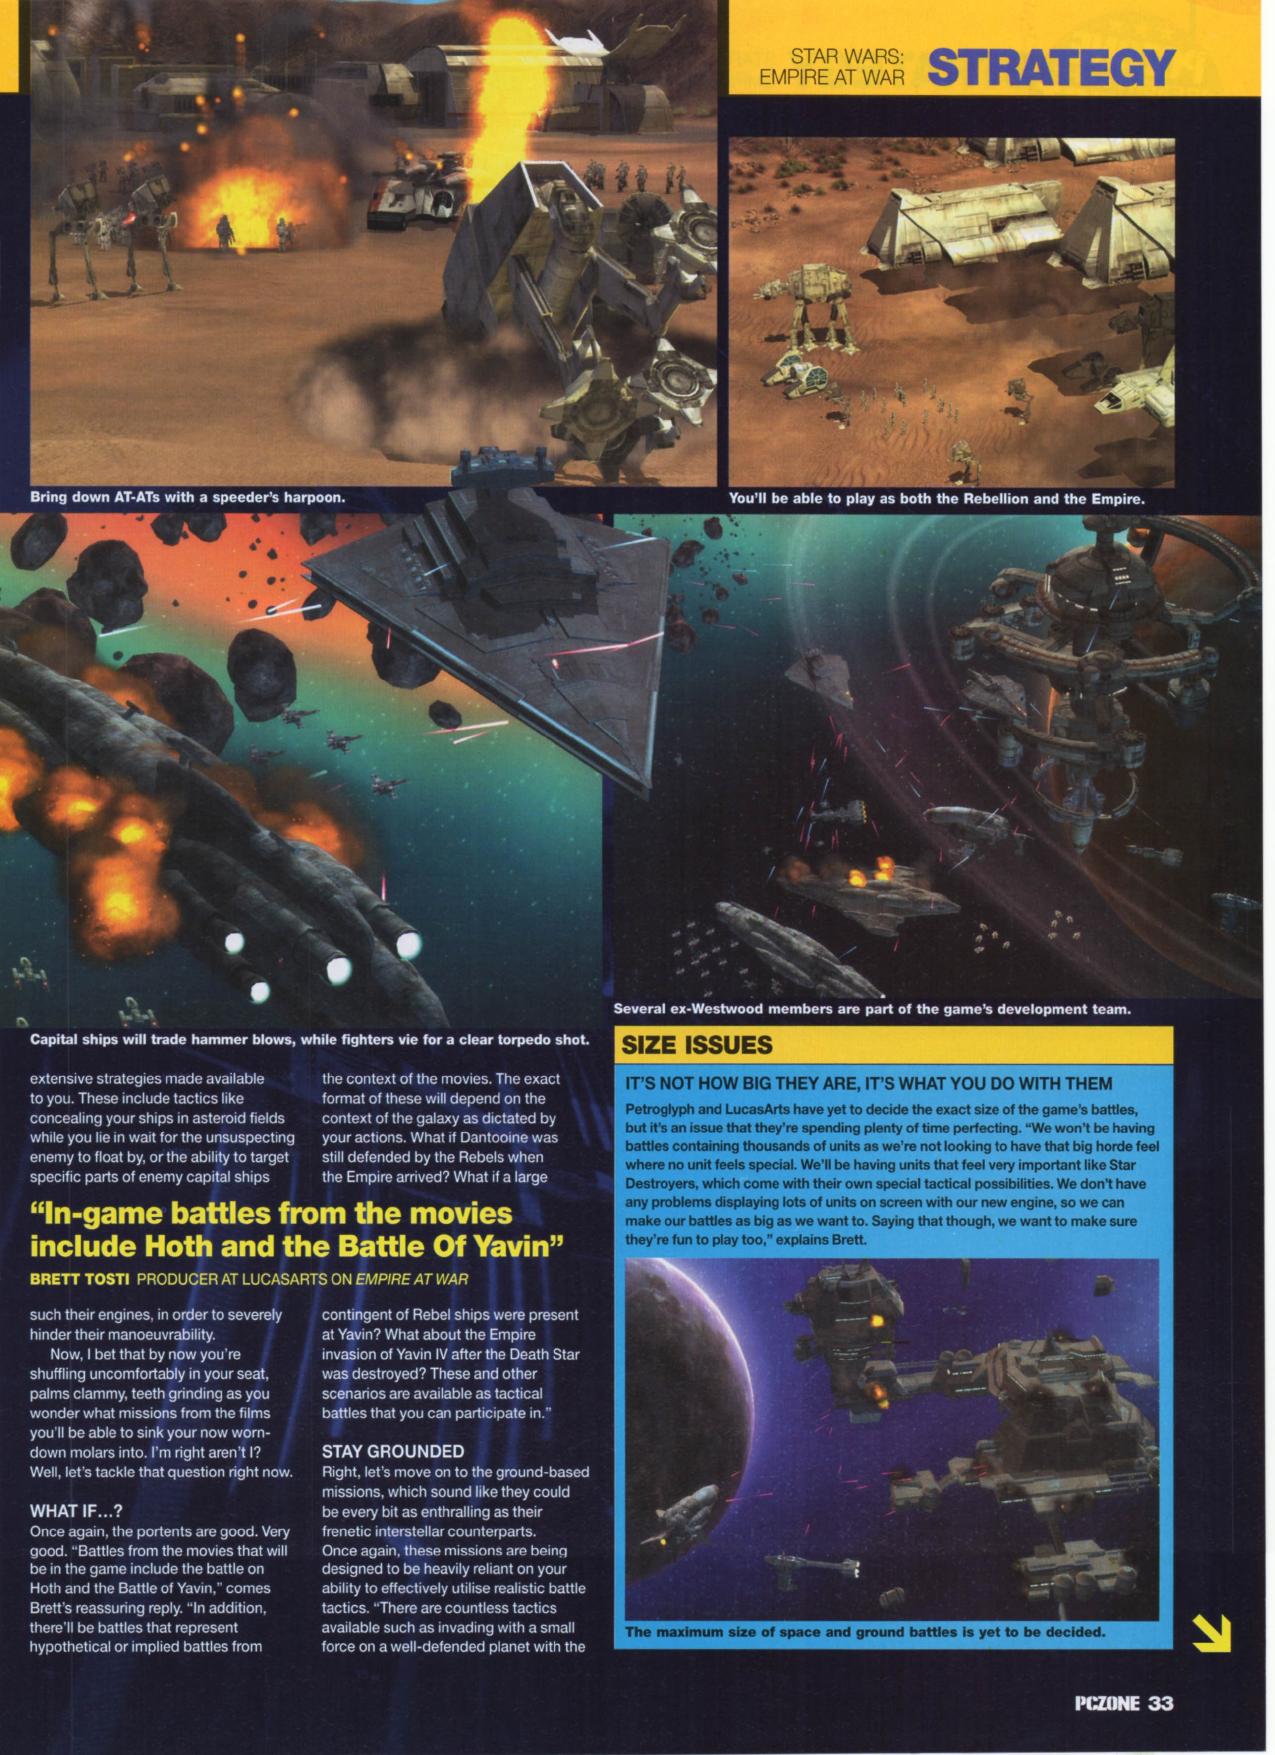 STAR WARS:
EMPIRE AT WAR
STRATEGY
Bring down AT-ATs with a speeder's harpoon.
You'll be able to play as both the Rebellion and the Empire.
Capital ships will trade hammer blows, while fighters vie for a clear torpedo shot.
Several ex-Westwood members are part of the game's development team.
extensive strategies made available
to you. These include tactics like
concealing your ships in asteroid fields
while you lie in wait for the unsuspecting
enemy to float by, or the ability to target
specific parts of enemy capital ships
the context of the movies. The exact
format of these will depend on the
context of the galaxy as dictated by
your actions. What if Dantooine was
still defended by the Rebels when
the Empire arrived? What if a large
"In-game battles from the movies
include Hoth and the Battle Of Yavin"
BRETT TOSTI PRODUCER AT LUCASARTS ON EMPIRE AT WAR
such their engines, in order to severely
hinder their manoeuvrability.
Now, I bet that by now you're
shuffling uncomfortably in your seat,
palms clammy, teeth grinding as you
wonder what missions from the films
you'll be able to sink your now worn-
down molars into. I'm right aren't I?
Well, let's tackle that question right now.
WHAT IF...?
Once again, the portents are good. Very
good. "Battles from the movies that will
be in the game include the battle on
Hoth and the Battle of Yavin," comes
Brett's reassuring reply. "In addition,
there'll be battles that represent
hypothetical or implied battles from
contingent of Rebel ships were present
at Yavin? What about the Empire
invasion of Yavin IV after the Death Star
was destroyed? These and other
scenarios are available as tactical
battles that you can participate in."
STAY GROUNDED
Right, let's move on to the ground-based
missions, which sound like they could
be every bit as enthralling as their
frenetic interstellar counterparts.
Once again, these missions are being
designed to be heavily reliant on your
ability to effectively utilise realistic battle
tactics. "There are countless tactics
available such as invading with a small
force on a well-defended planet with the
SIZE ISSUES
IT'S NOT HOW BIG THEY ARE, IT'S WHAT YOU DO WITH THEM
Petroglyph and LucasArts have yet to decide the exact size of the game's battles,
but it's an issue that they're spending plenty of time perfecting. "We won't be having
battles containing thousands of units as we're not looking to have that big horde feel
where no unit feels special. We'll be having units that feel very important like Star
Destroyers, which come with their own special tactical possibilities. We don't have
any problems displaying lots of units on screen with our new engine, so we can
make our battles as big as we want to. Saying that though, we want to make sure
they're fun to play too," explains Brett.
The maximum size of space and ground battles is yet to be decided.
PCZONE 33